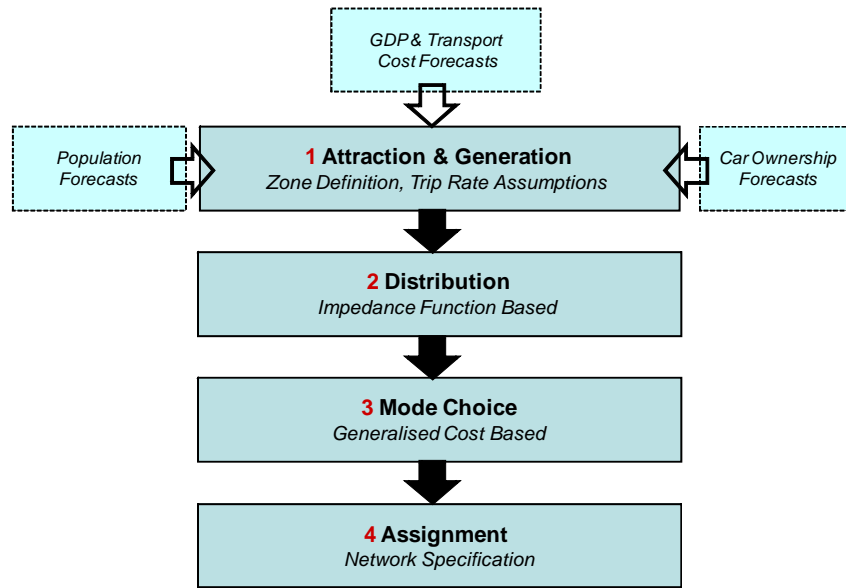 GDP & Transport
Cost Forecasts
Population
Forecasts
1 Attraction & Generation
Zone Definition, Trip Rate Assumptions
Car Ownership
Forecasts
2 Distribution
Impedance Function Based
3 Mode Choice
Generalised Cost Based
4 Assignment
Network Specification